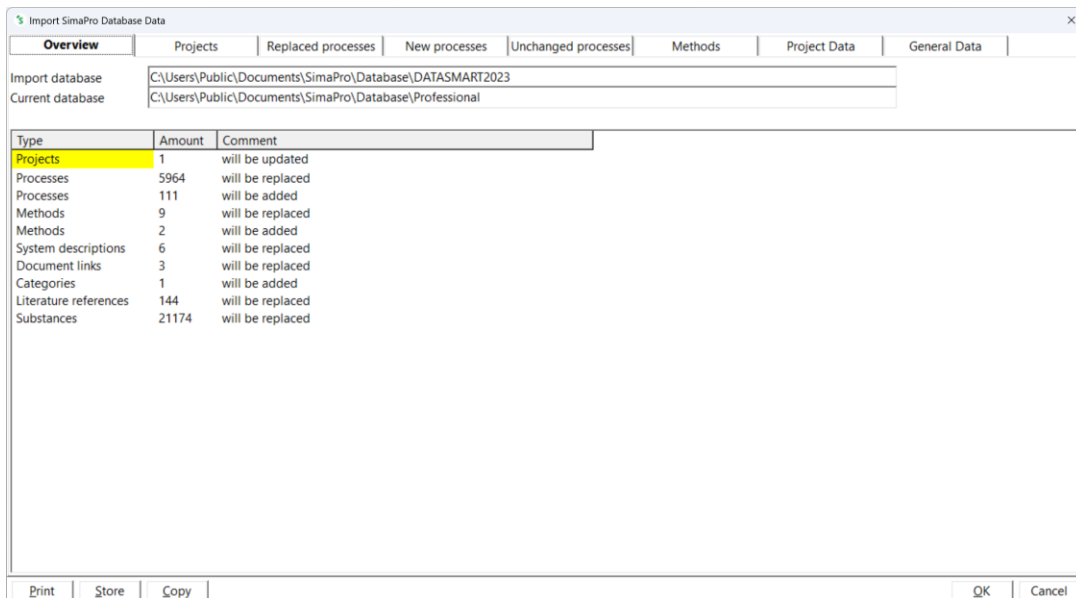 Import SimaPro Database Data
Overview Projects Replaced processes New processes Unchanged processes Methods Project Data General Data
Import database C:\Users\Public\Documents\SimaPro\Database\DATASMART2023
Current database C:\Users\Public\Documents\SimaPro\Database\Professional
Type Amount Comment
Projects 1 will be updated
Processes 5964 will be replaced
Processes 111 will be added
Methods 9 will be replaced
Methods 2 will be added
System descriptions 6 will be replaced
Document links 3 will be replaced
Categories 1 will be added
Literature references 144 will be replaced
Substances 21174 will be replaced
Print Store Copy OK Cancel